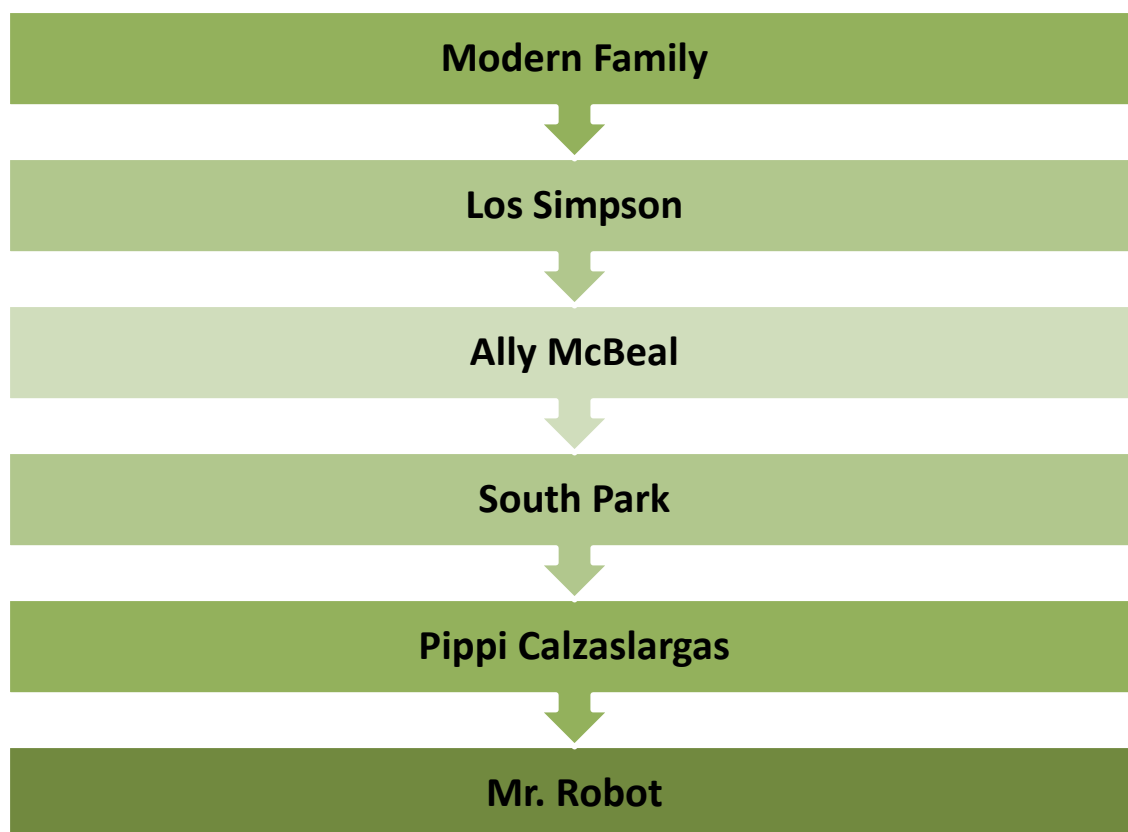 Modern Family
Los Simpson
Ally McBeal
South Park
Pippi Calzaslargas
Mr. Robot